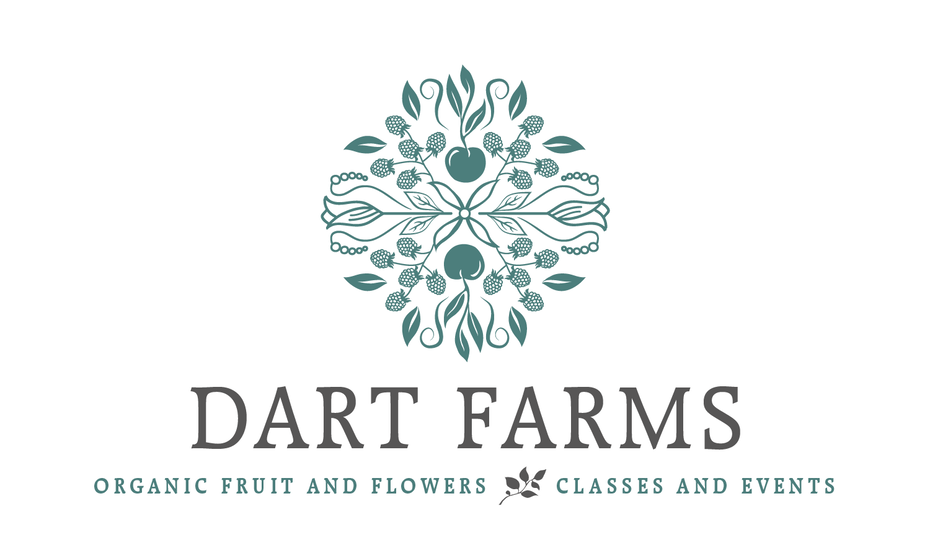 DART FARMS
ORGANIC FRUIT AND FLOWERS CLASSES AND EVENTS